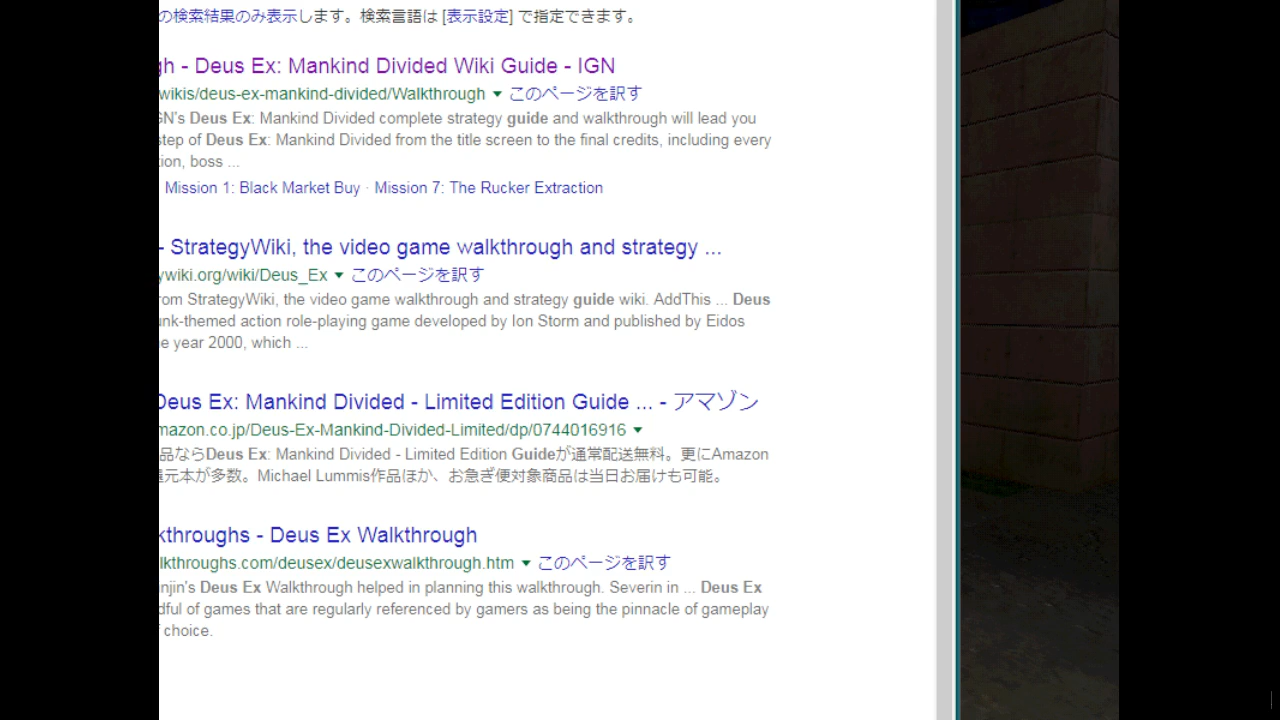 の検索結果のみ表示します。検索言語は [表示設定] で指定できます。
gh - Deus Ex: Mankind Divided Wiki Guide - IGN
wikis/deus-ex-mankind-divided/Walkthrough ▼ このページを訳す
GN's Deus Ex: Mankind Divided complete strategy guide and walkthrough will lead you
step of Deus Ex: Mankind Divided from the title screen to the final credits, including every
ion, boss ...
Mission 1: Black Market Buy · Mission 7: The Rucker Extraction
- StrategyWiki, the video game walkthrough and strategy ...
ywiki.org/wiki/Deus_Ex ▼ このページを訳す
rom StrategyWiki, the video game walkthrough and strategy guide wiki. AddThis ... Deus
unk-themed action role-playing game developed by Ion Storm and published by Eidos
e year 2000, which ...
Deus Ex: Mankind Divided - Limited Edition Guide ... - アマゾン
mazon.co.jp/Deus-Ex-Mankind-Divided-Limited/dp/0744016916 ▼
品ならDeus Ex: Mankind Divided - Limited Edition Guideが通常配送無料。更にAmazon
還元本が多数。Michael Lummis作品ほか、お急ぎ便対象商品は当日お届けも可能。
kthroughs - Deus Ex Walkthrough
lkthroughs.com/deusex/deusexwalkthrough.htm ▼ このページを訳す
njin's Deus Ex Walkthrough helped in planning this walkthrough. Severin in ... Deus Ex
dful of games that are regularly referenced by gamers as being the pinnacle of gameplay
choice.